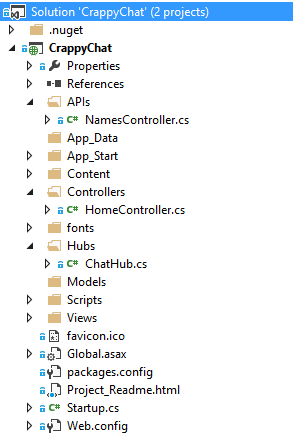 Solution 'CrappyChat' (2 projects)
.nuget
CrappyChat
Properties
References
APIs
C# NamesController.cs
App_Data
App_Start
Content
Controllers
C# HomeController.cs
fonts
Hubs
C# ChatHub.cs
Models
Scripts
Views
favicon.ico
Global.asax
packages.config
Project_Readme.html
C# Startup.cs
Web.config